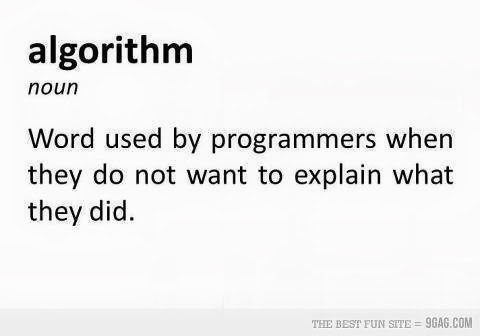 algorithm
noun
Word used by programmers when
they do not want to explain what
they did.
THE BEST FUN SITE = 9GAG.COM